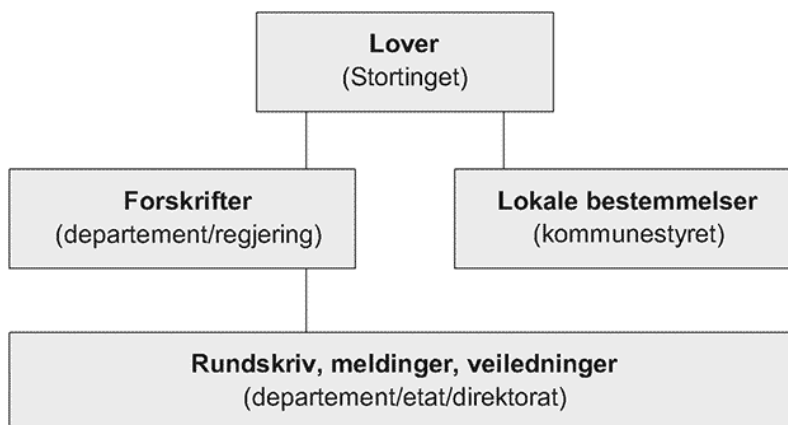 Lover
(Stortinget)
Forskrifter
(departement/regjering)
Lokale bestemmelser
(kommunestyret)
Rundskriv, meldinger, veiledninger
(departement/etat/direktorat)